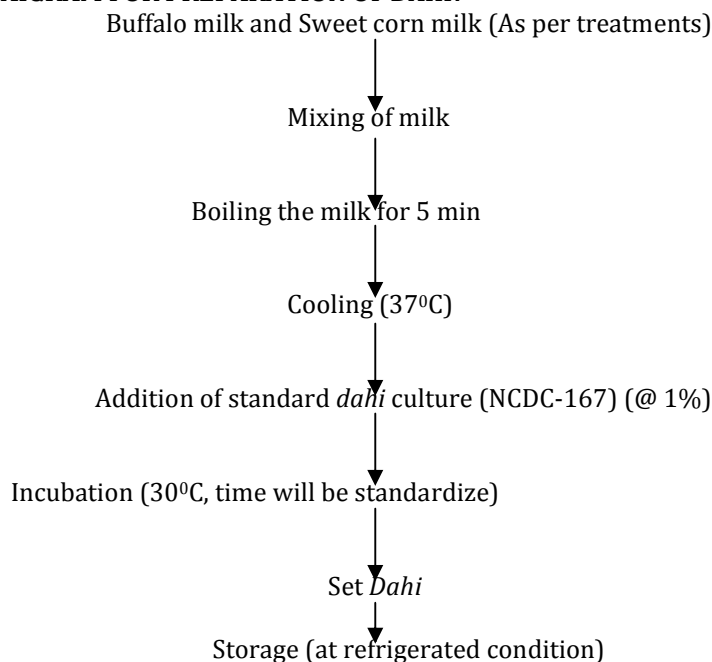 Buffalo milk and Sweet corn milk (As per treatments)
Mixing of milk
Boiling the milk for 5 min
Cooling (37⁰C)
Addition of standard dahi culture (NCDC-167) (@ 1%)
Incubation (30⁰C, time will be standardize)
Set Dahi
Storage (at refrigerated condition)